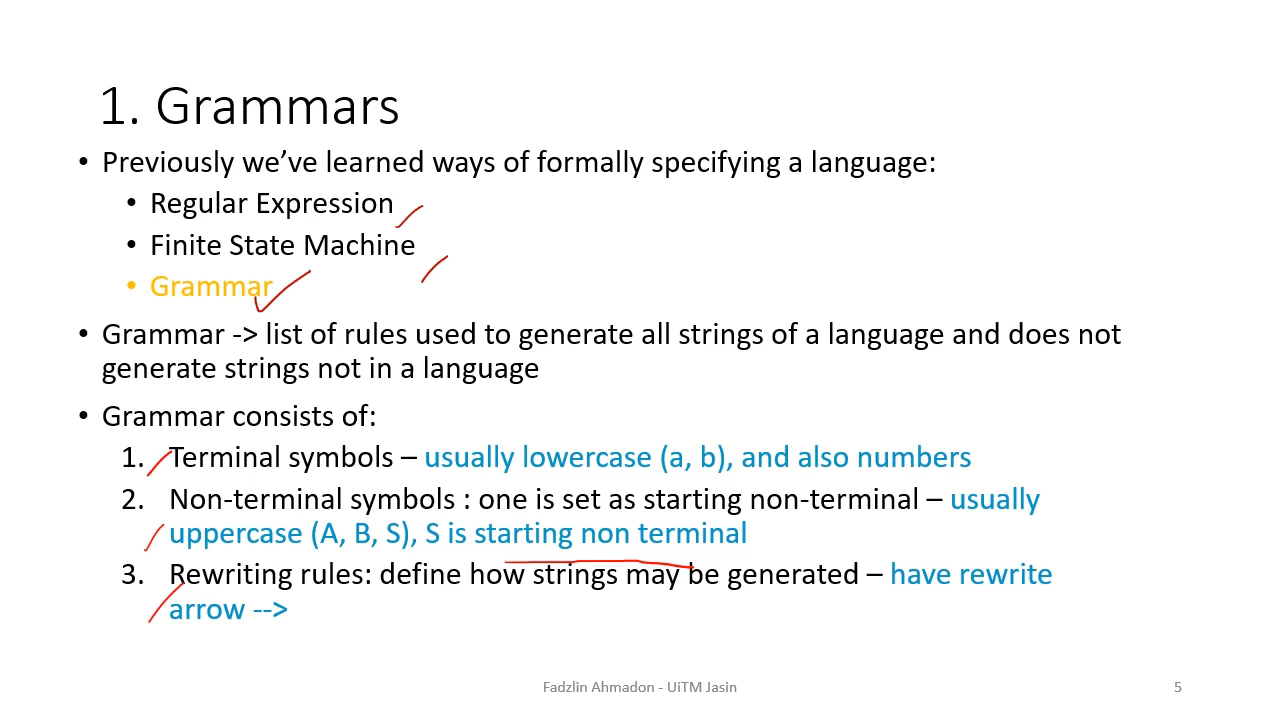 1. Grammars
• Previously we’ve learned ways of formally specifying a language:
• Regular Expression
• Finite State Machine
• Grammar
• Grammar -> list of rules used to generate all strings of a language and does not
generate strings not in a language
• Grammar consists of:
1. Terminal symbols – usually lowercase (a, b), and also numbers
2. Non-terminal symbols : one is set as starting non-terminal – usually
uppercase (A, B, S), S is starting non terminal
3. Rewriting rules: define how strings may be generated – have rewrite
arrow -->
Fadzlin Ahmadon - UiTM Jasin
5